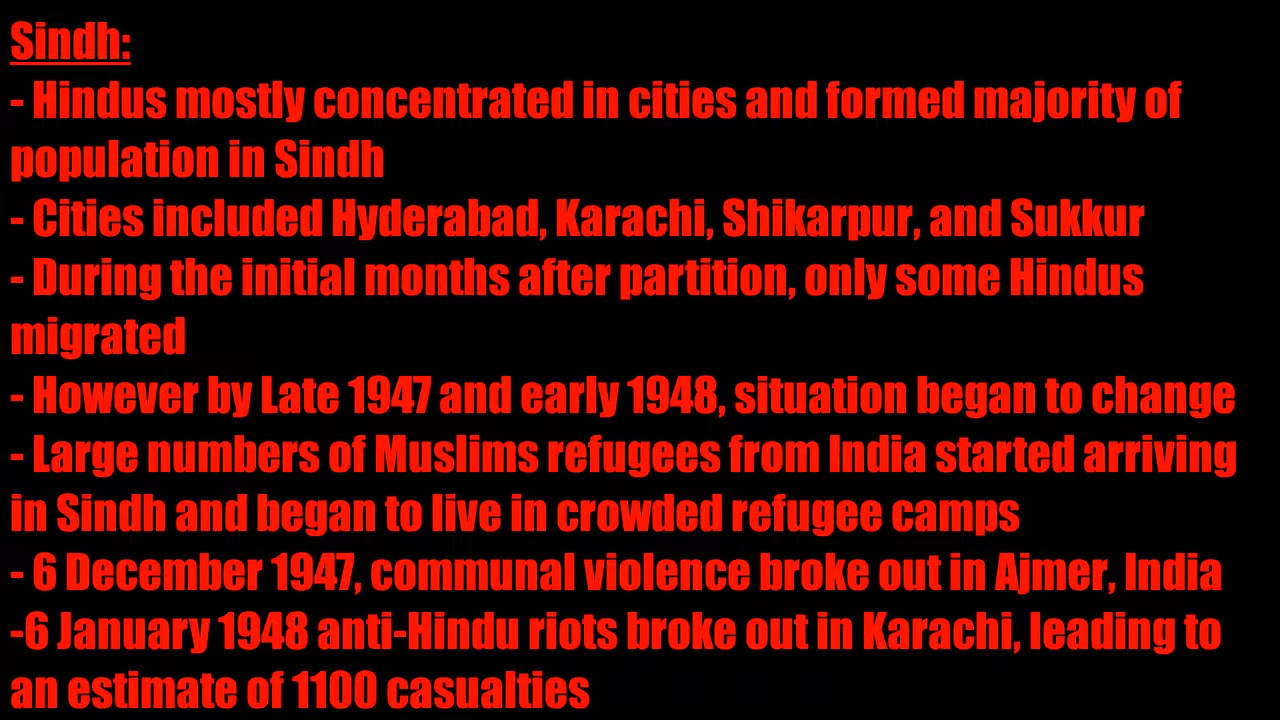 Sindh:
- Hindus mostly concentrated in cities and formed majority of
population in Sindh
- Cities included Hyderabad, Karachi, Shikarpur, and Sukkur
- During the initial months after partition, only some Hindus
migrated
- However by Late 1947 and early 1948, situation began to change
- Large numbers of Muslims refugees from India started arriving
in Sindh and began to live in crowded refugee camps
- 6 December 1947, communal violence broke out in Ajmer, India
-6 January 1948 anti-Hindu riots broke out in Karachi, leading to
an estimate of 1100 casualties